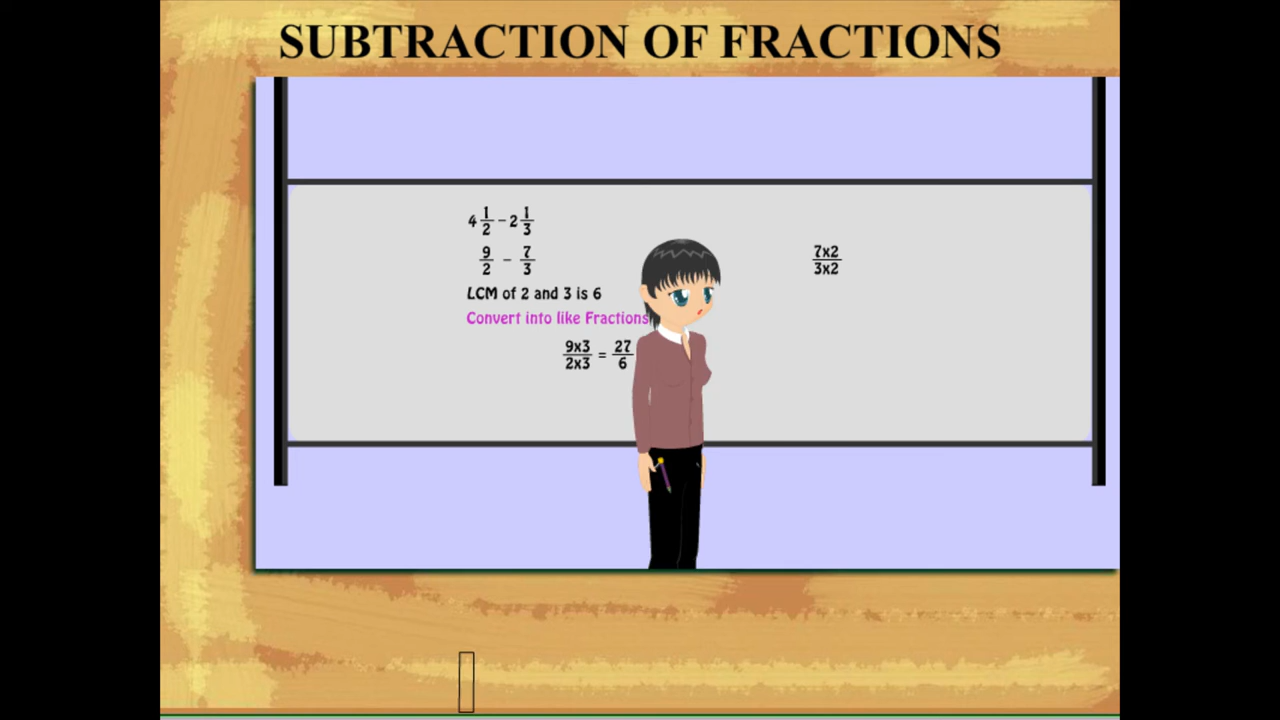 SUBTRACTION OF FRACTIONS
4 1/2 - 2 1/3
9/2 - 7/3
7x2/3x2
LCM of 2 and 3 is 6
Convert into like Fractions
9x3/2x3 = 27/6